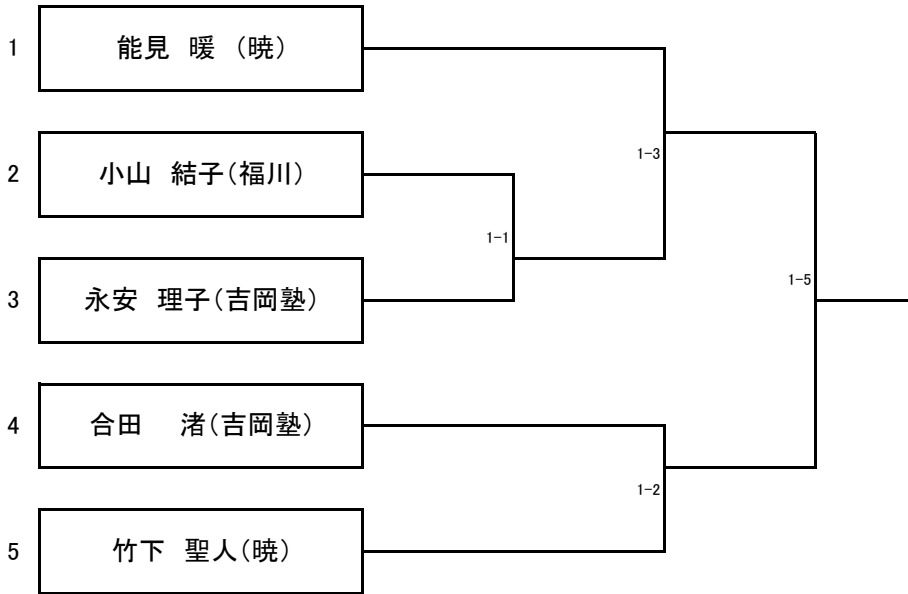 1 能見　暖　（暁）
2 小山　結子（福川）
3 永安　理子（吉岡塾）
4 合田　渚（吉岡塾）
5 竹下　聖人（暁）
1-3
1-1
1-5
1-2